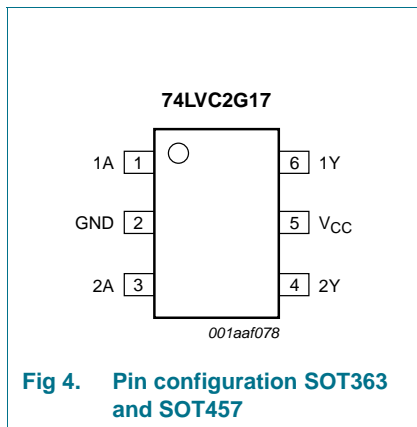 74LVC2G17
1A 1 6 1Y
GND 2 5 VCC
2A 3 4 2Y
001aaf078
Fig 4. Pin configuration SOT363
and SOT457